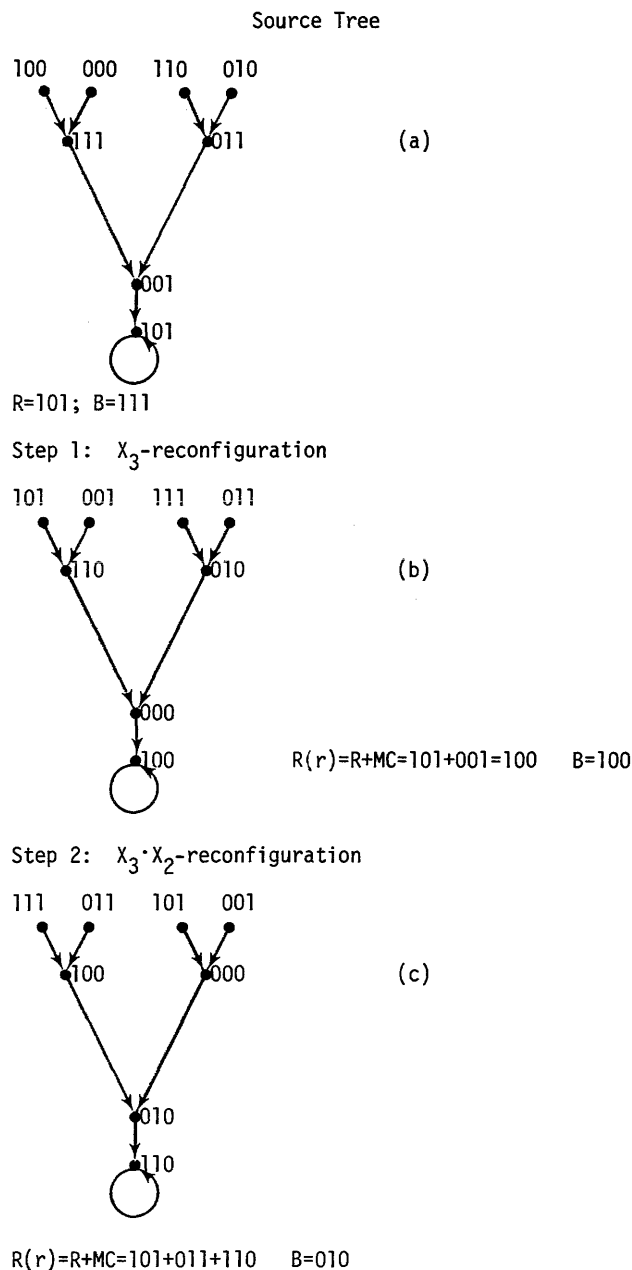 Source Tree
100 000 110 010
111 011 (a)
001
101
R=101; B=111
Step 1: X₃-reconfiguration
101 001 111 011
110 010 (b)
000
100 R(r)=R+MC=101+001=100 B=100
Step 2: X₃·X₂-reconfiguration
111 011 101 001
100 000 (c)
010
110
R(r)=R+MC=101+011+110 B=010